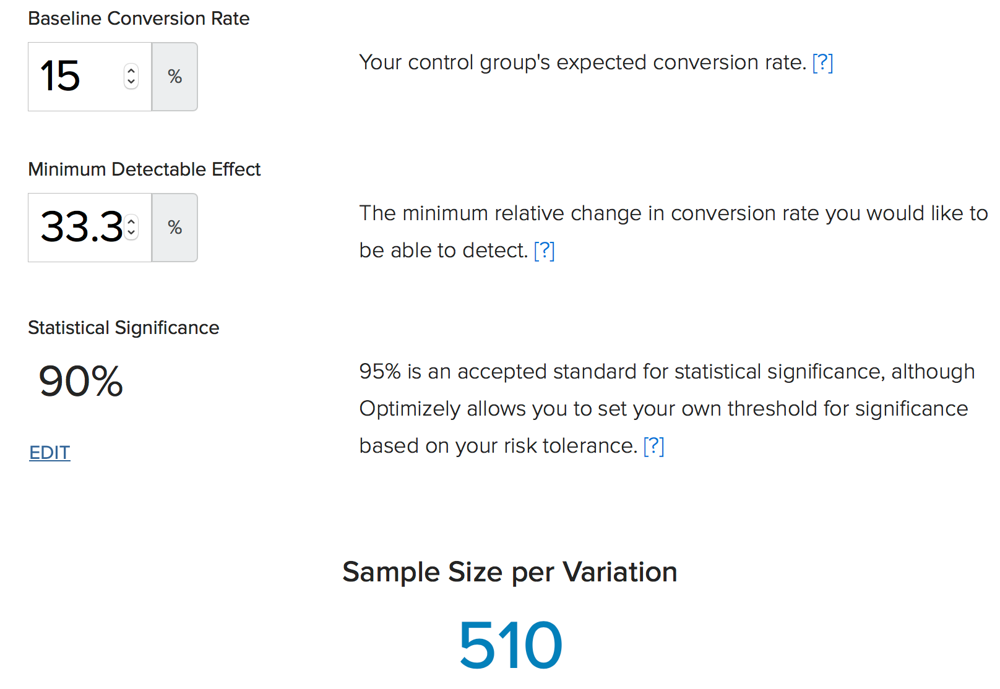 Baseline Conversion Rate
15 %
Your control group's expected conversion rate. [?]
Minimum Detectable Effect
33.3 %
The minimum relative change in conversion rate you would like to
be able to detect. [?]
Statistical Significance
90%
EDIT
95% is an accepted standard for statistical significance, although
Optimizely allows you to set your own threshold for significance
based on your risk tolerance. [?]
Sample Size per Variation
510